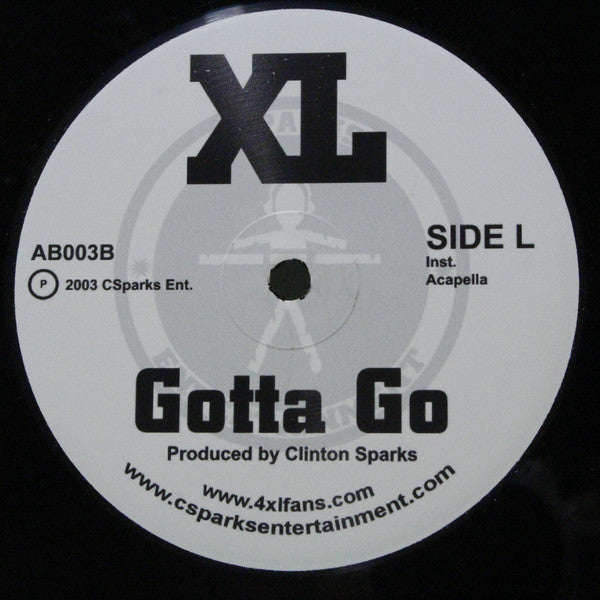 XL
AB003B
℗ 2003 CSparks Ent.
SIDE L
Inst.
Acapella
Gotta Go
Produced by Clinton Sparks
www.4xlfans.com
www.csparksentertainment.com